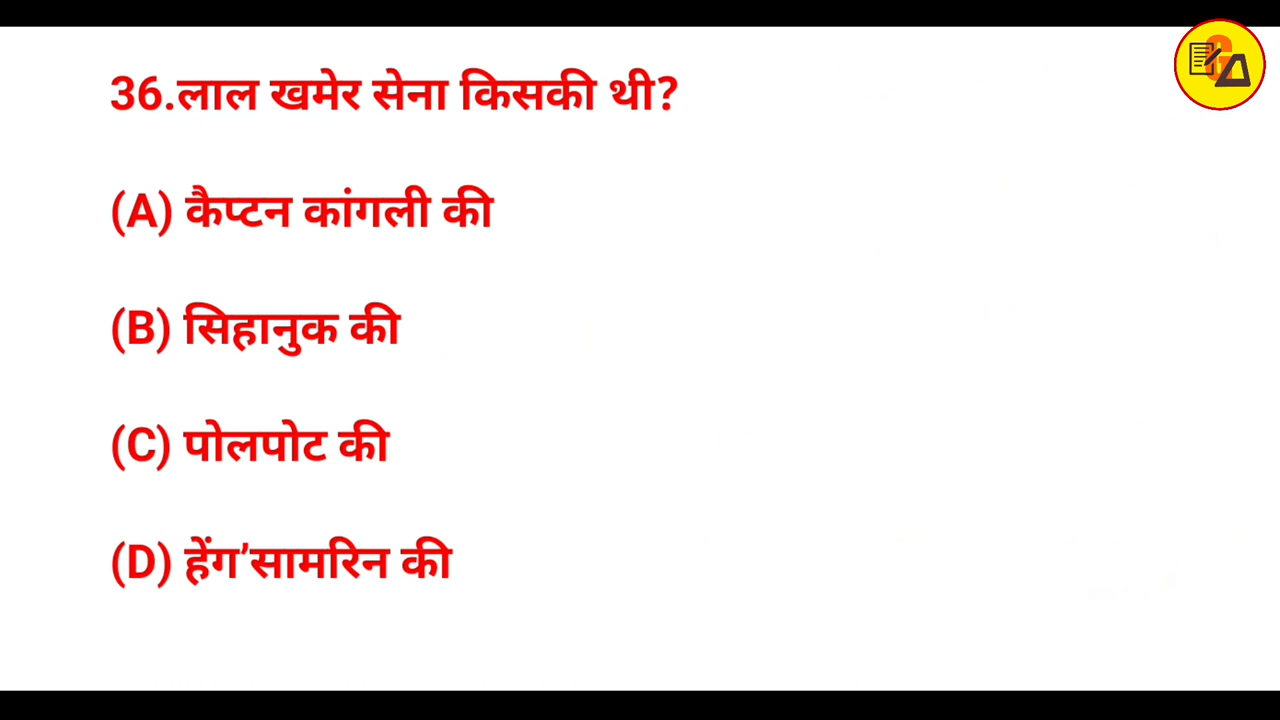 36.लाल खमेर सेना किसकी थी?
(A) कैप्टन कांगली की
(B) सिहानुक की
(C) पोलपोट की
(D) हेंग’सामरिन की